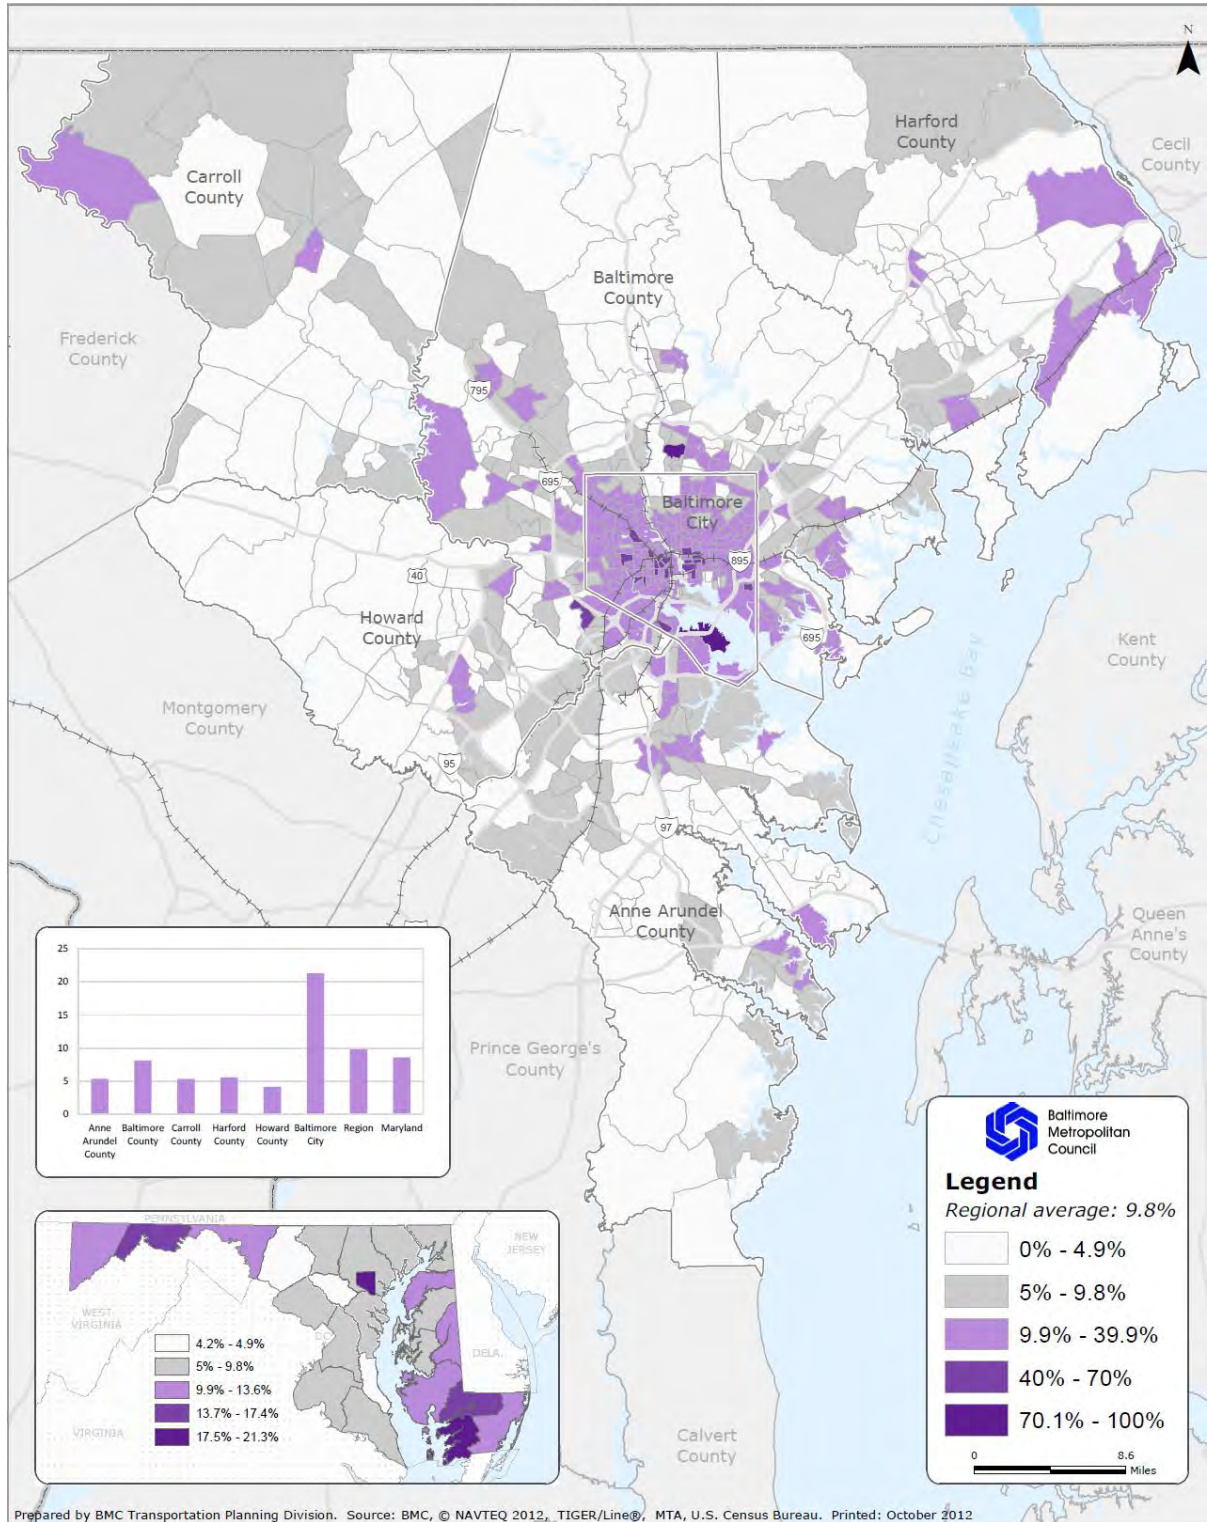 N
Harford
County
Cecil
County
Carroll
County
Baltimore
County
Frederick
County
795
695
Baltimore
City
895
40
Howard
County
695
Kent
County
Montgomery
County
95
Chesapeake Bay
97
Anne Arundel
County
Queen
Anne's
County
Prince George's
County
Calvert
County
25
20
15
10
5
0
Anne Arundel County
Baltimore County
Carroll County
Harford County
Howard County
Baltimore City
Region
Maryland
PENNSYLVANIA
NEW
JERSEY
WEST
VIRGINIA
DC
DELA.
VIRGINIA
4.2% - 4.9%
5% - 9.8%
9.9% - 13.6%
13.7% - 17.4%
17.5% - 21.3%
Baltimore
Metropolitan
Council
Legend
Regional average: 9.8%
0% - 4.9%
5% - 9.8%
9.9% - 39.9%
40% - 70%
70.1% - 100%
0 8.6
Miles
Prepared by BMC Transportation Planning Division. Source: BMC, © NAVTEQ 2012, TIGER/Line®, MTA, U.S. Census Bureau. Printed: October 2012